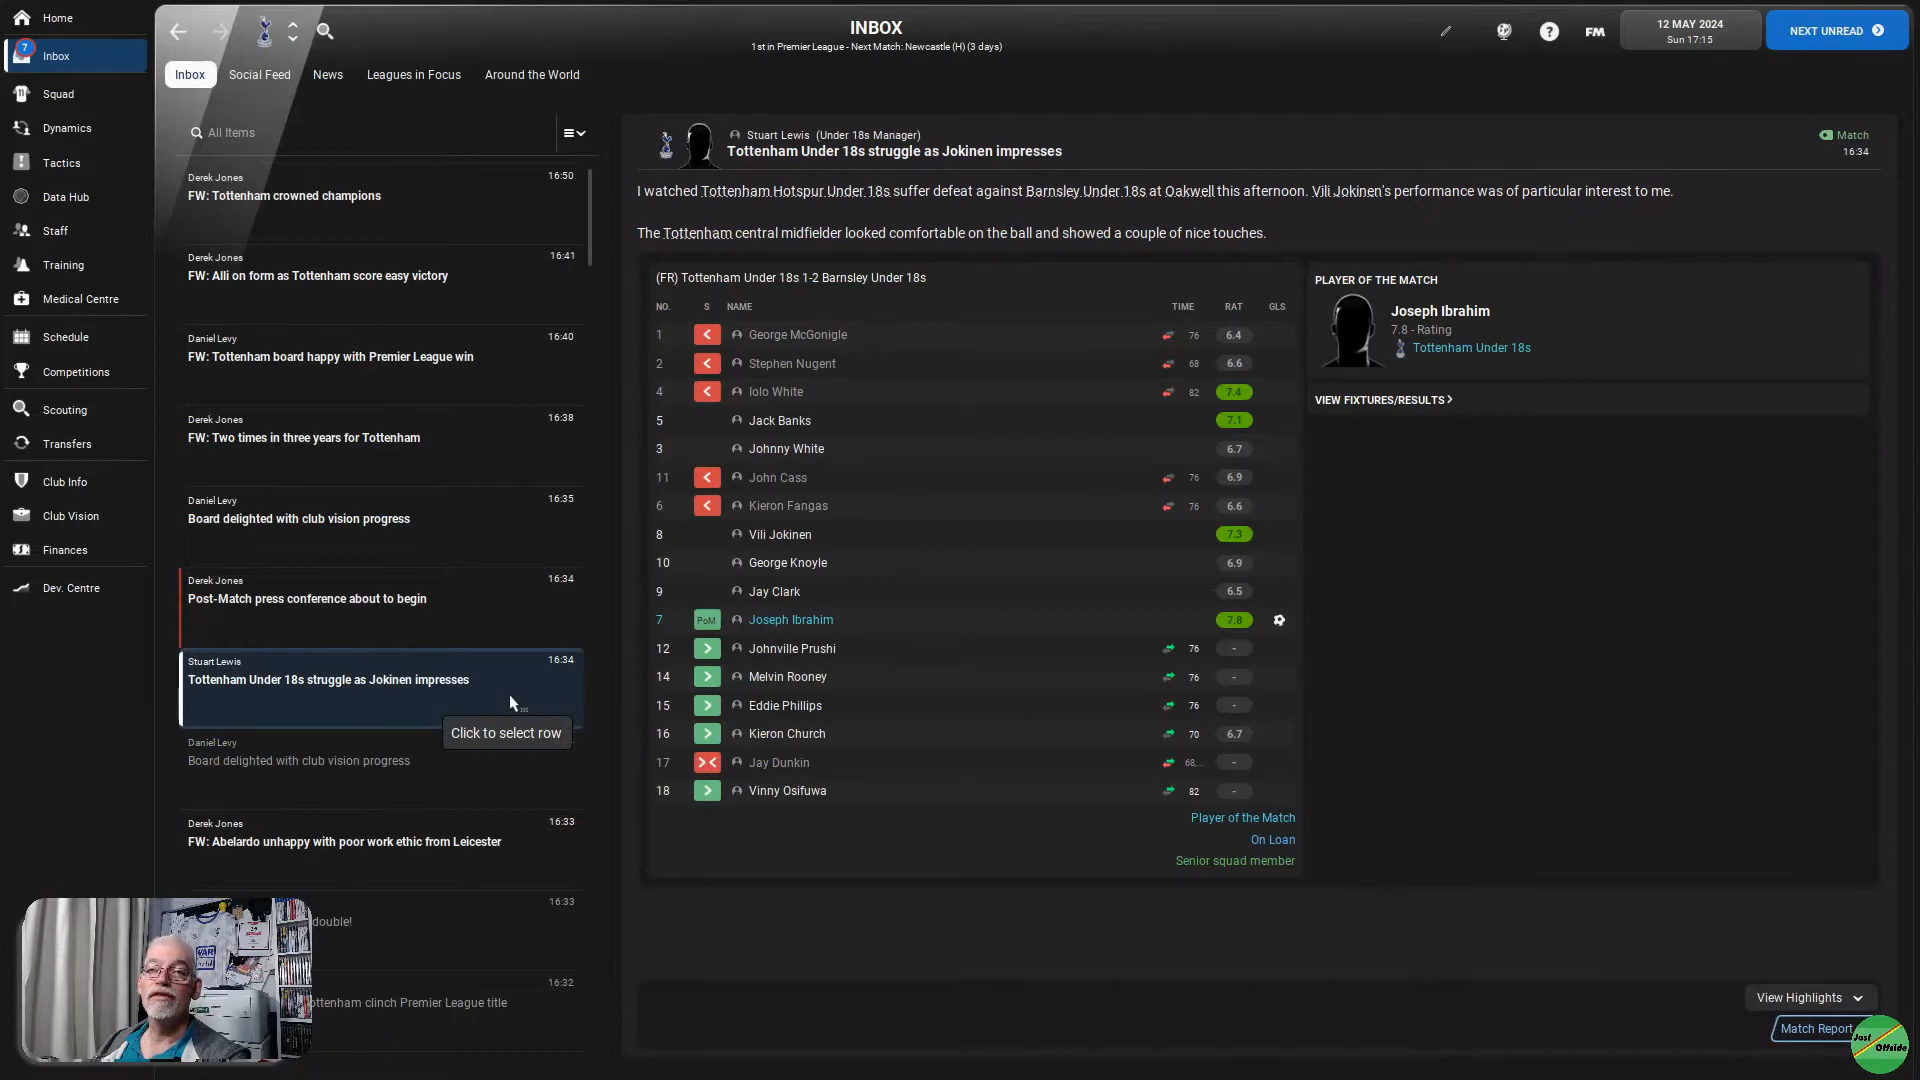 Home
7
Inbox
Squad
Dynamics
Tactics
Data Hub
Staff
Training
Medical Centre
Schedule
Competitions
Scouting
Transfers
Club Info
Club Vision
Finances
Dev. Centre
INBOX
1st in Premier League - Next Match: Newcastle (H) (3 days)
?
FM
12 MAY 2024
Sun 17:15
NEXT UNREAD
Inbox Social Feed News Leagues in Focus Around the World
All Items
Derek Jones 16:50
FW: Tottenham crowned champions
Derek Jones 16:41
FW: Alli on form as Tottenham score easy victory
Daniel Levy 16:40
FW: Tottenham board happy with Premier League win
Derek Jones 16:38
FW: Two times in three years for Tottenham
Daniel Levy 16:35
Board delighted with club vision progress
Derek Jones 16:34
Post-Match press conference about to begin
Stuart Lewis 16:34
Tottenham Under 18s struggle as Jokinen impresses
Click to select row
Daniel Levy
Board delighted with club vision progress
Derek Jones 16:33
FW: Abelardo unhappy with poor work ethic from Leicester
16:33
double!
16:32
ottenham clinch Premier League title
Stuart Lewis (Under 18s Manager)
Tottenham Under 18s struggle as Jokinen impresses
Match
16:34
I watched Tottenham Hotspur Under 18s suffer defeat against Barnsley Under 18s at Oakwell this afternoon. Vili Jokinen's performance was of particular interest to me.
The Tottenham central midfielder looked comfortable on the ball and showed a couple of nice touches.
(FR) Tottenham Under 18s 1-2 Barnsley Under 18s
NO. S NAME TIME RAT GLS
1 George McGonigle 76 6.4
2 Stephen Nugent 68 6.6
4 Iolo White 82 7.4
5 Jack Banks 7.1
3 Johnny White 6.7
11 John Cass 76 6.9
6 Kieron Fangas 76 6.6
8 Vili Jokinen 7.3
10 George Knoyle 6.9
9 Jay Clark 6.5
7 PoM Joseph Ibrahim 7.8
12 Johnville Prushi 76 -
14 Melvin Rooney 76 -
15 Eddie Phillips 76 -
16 Kieron Church 70 6.7
17 Jay Dunkin 68,... -
18 Vinny Osifuwa 82 -
Player of the Match
On Loan
Senior squad member
PLAYER OF THE MATCH
Joseph Ibrahim
7.8 - Rating
Tottenham Under 18s
VIEW FIXTURES/RESULTS
View Highlights
Match Report
Just
Offside
VAR